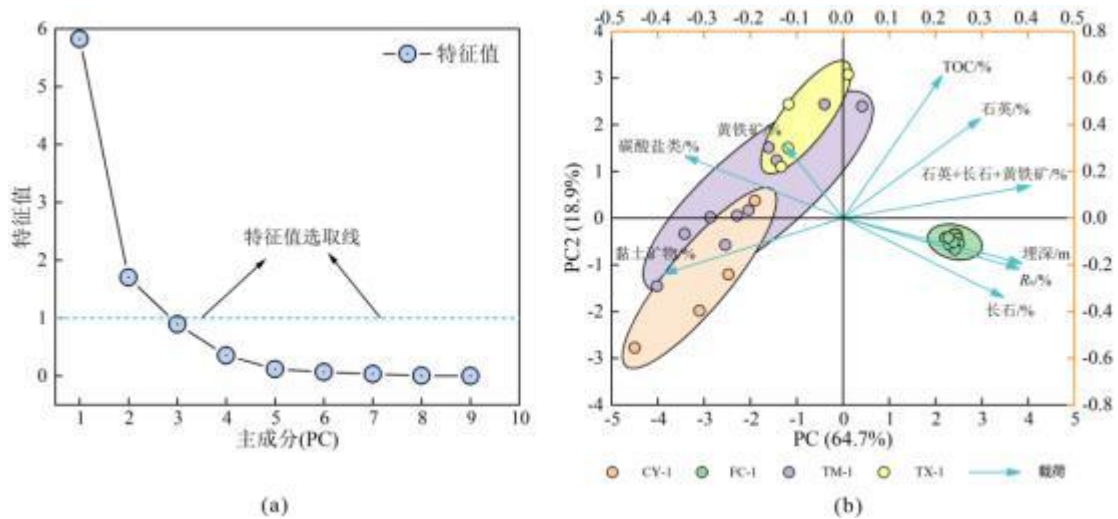 6
5
4
3
2
1
0
特征值
特征值
特征值选取线
1 2 3 4 5 6 7 8 9 10
主成分(PC)
(a)
-0.5 -0.4 -0.3 -0.2 -0.1 0.0 0.1 0.2 0.3 0.4 0.5
4
3
2
1
0
-1
-2
-3
-4
PC2 (18.9%)
0.8
0.6
0.4
0.2
0.0
-0.2
0.4
0.6
0.8
TOC/%
石英/%
黄铁矿/%
碳酸盐类/%
石英+长石+黄铁矿/%
黏土矿物/%
埋深/m
Rₒ/%
长石/%
-5 -4 -3 -2 -1 0 1 2 3 4 5
PC (64.7%)
CY-1 FC-1 TM-1 TX-1 载荷
(b)